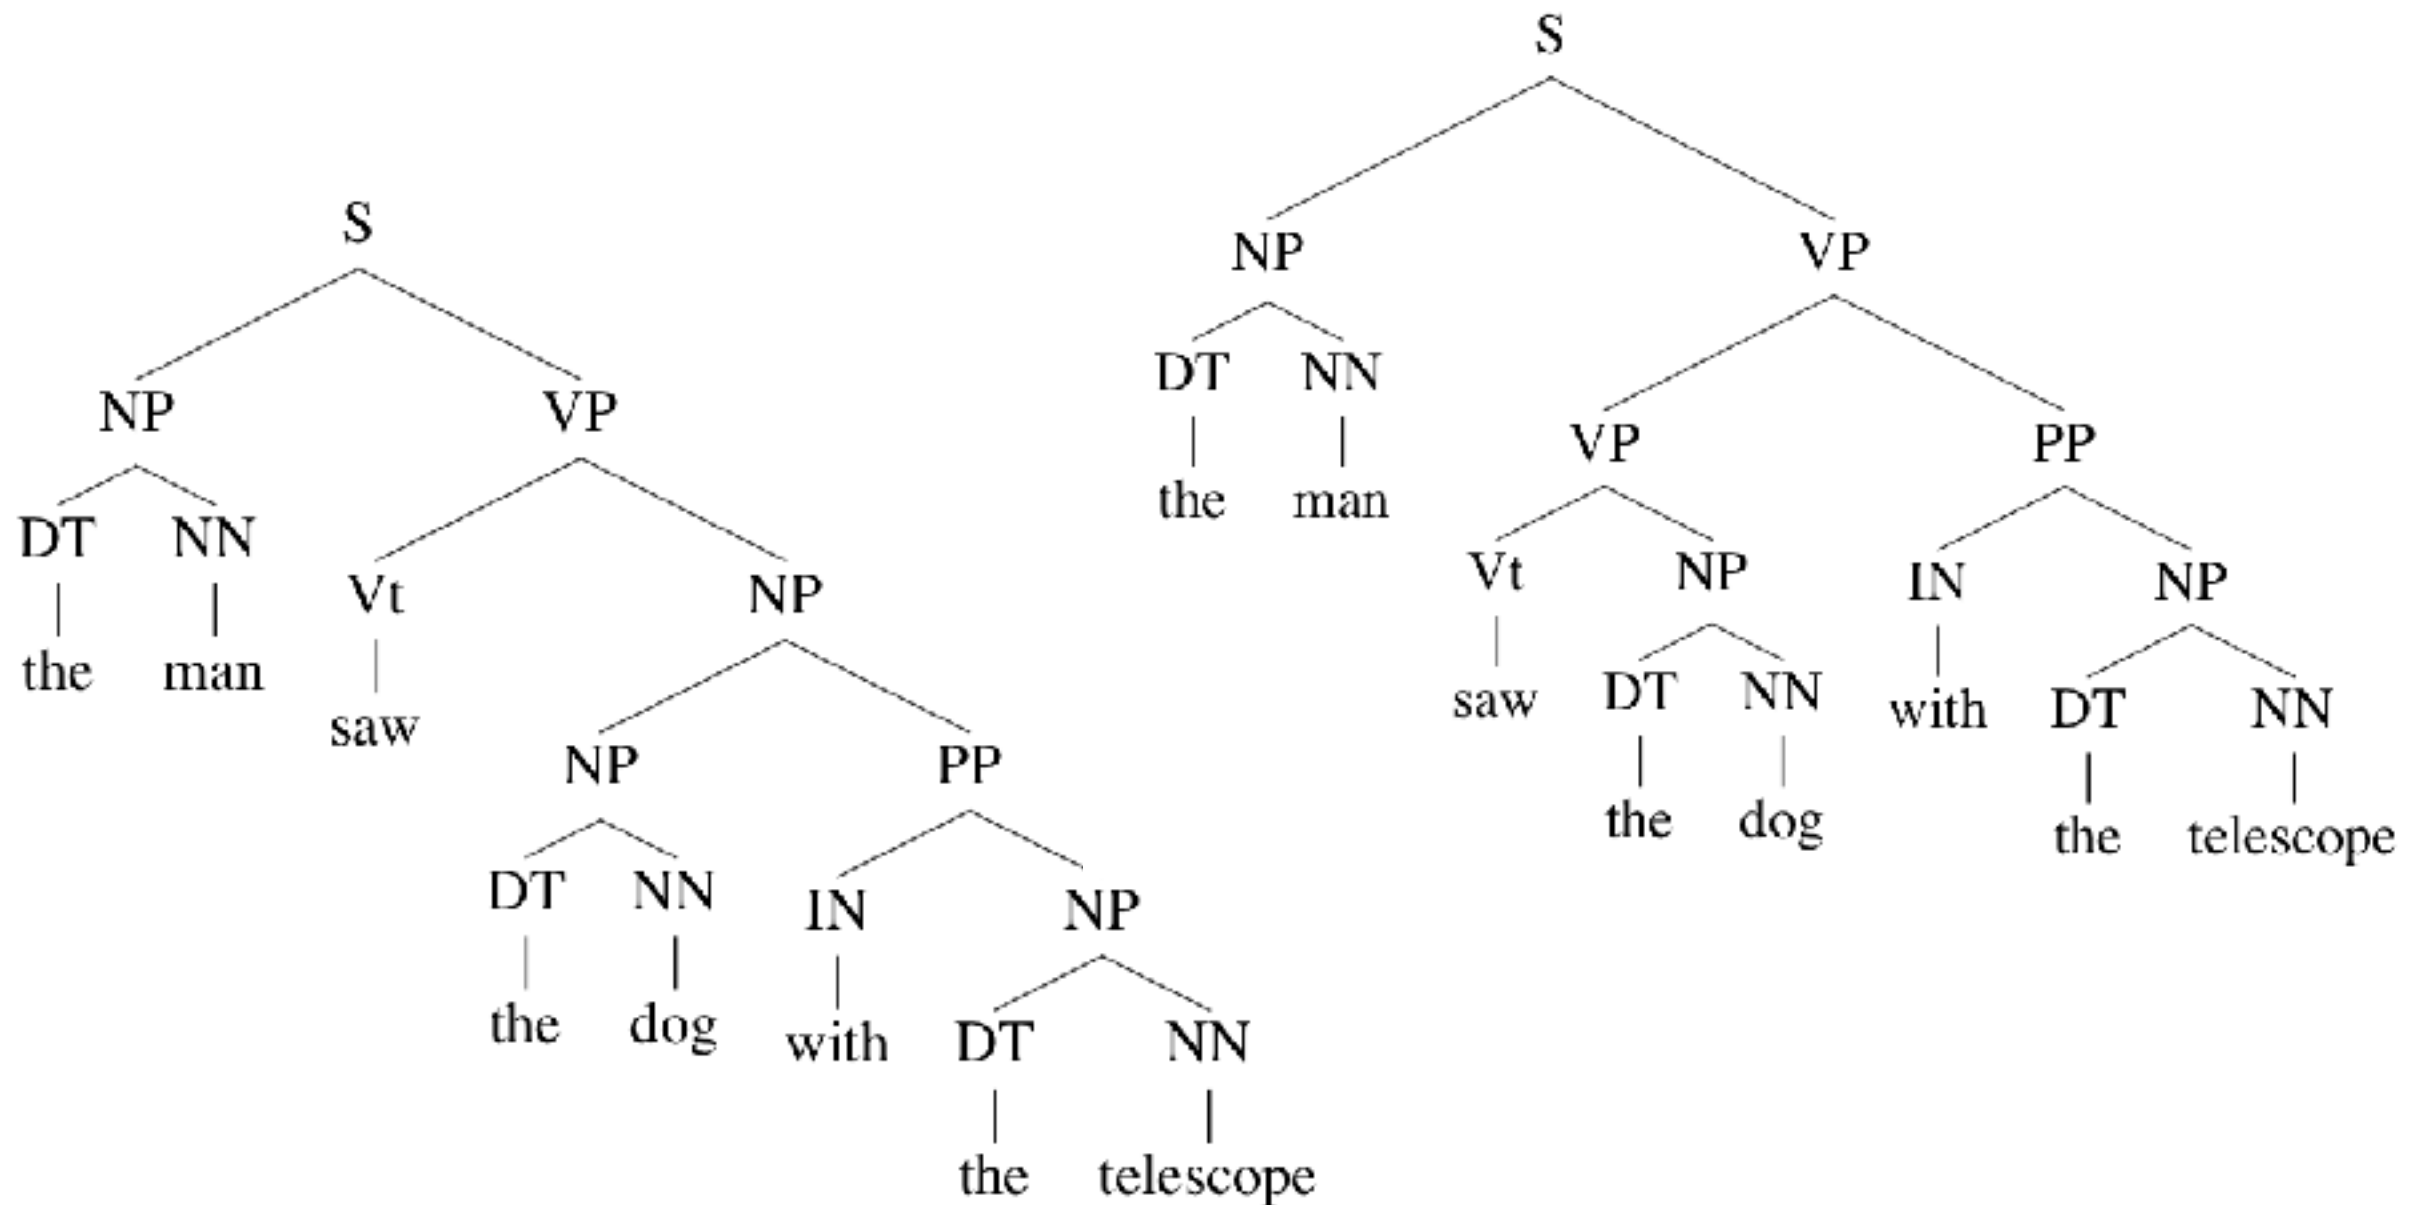 S
NP VP
DT NN
the man
Vt NP
saw
NP PP
DT NN IN NP
the dog with DT NN
the telescope
S
NP VP
DT NN
the man
VP PP
Vt NP IN NP
saw DT NN with DT NN
the dog the telescope